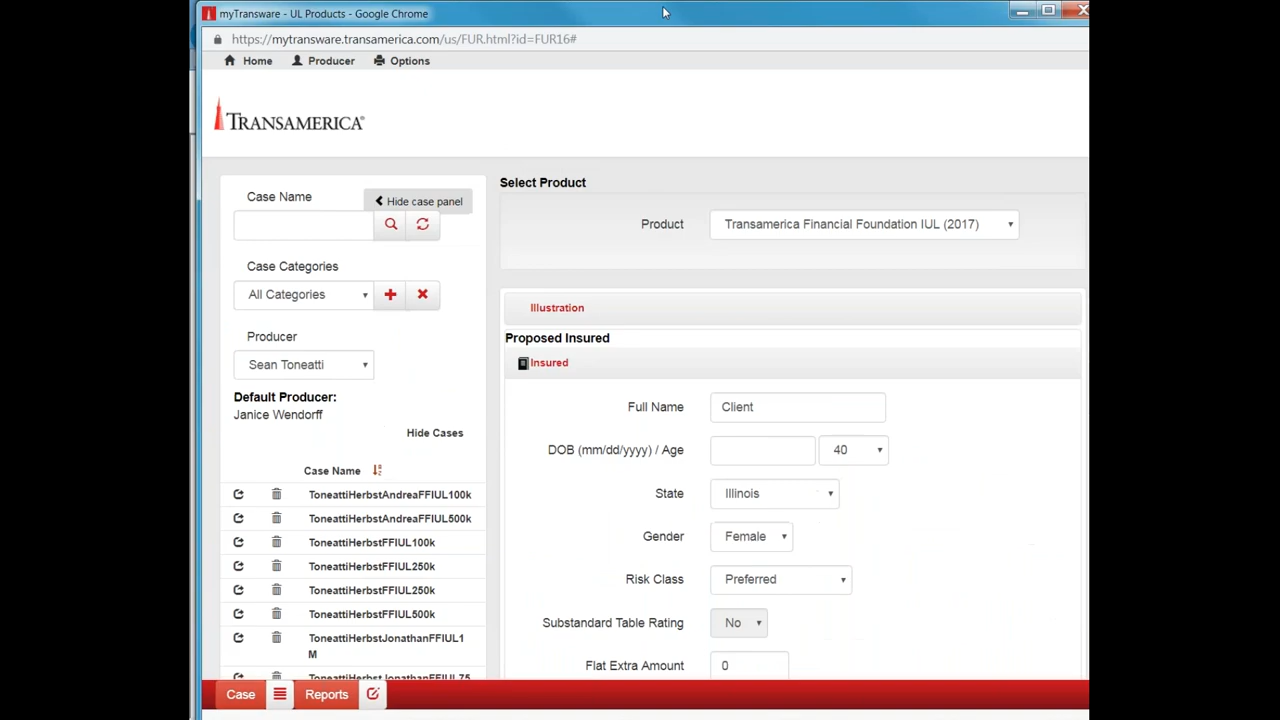 myTransware - UL Products - Google Chrome
https://mytransware.transamerica.com/us/FUR.html?id=FUR16#
Home Producer Options
TRANSAMERICA®
Case Name
Hide case panel
Case Categories
All Categories
Producer
Sean Toneatti
Default Producer:
Janice Wendorff
Hide Cases
Case Name
ToneattiHerbstAndreaFFIUL100k
ToneattiHerbstAndreaFFIUL500k
ToneattiHerbstFFIUL100k
ToneattiHerbstFFIUL250k
ToneattiHerbstFFIUL250k
ToneattiHerbstFFIUL500k
ToneattiHerbstJonathanFFIUL1
M
ToneattiHerbstJonathanFFIUL75
Select Product
Product Transamerica Financial Foundation IUL (2017)
Illustration
Proposed Insured
Insured
Full Name Client
DOB (mm/dd/yyyy) / Age 40
State Illinois
Gender Female
Risk Class Preferred
Substandard Table Rating No
Flat Extra Amount 0
Case Reports